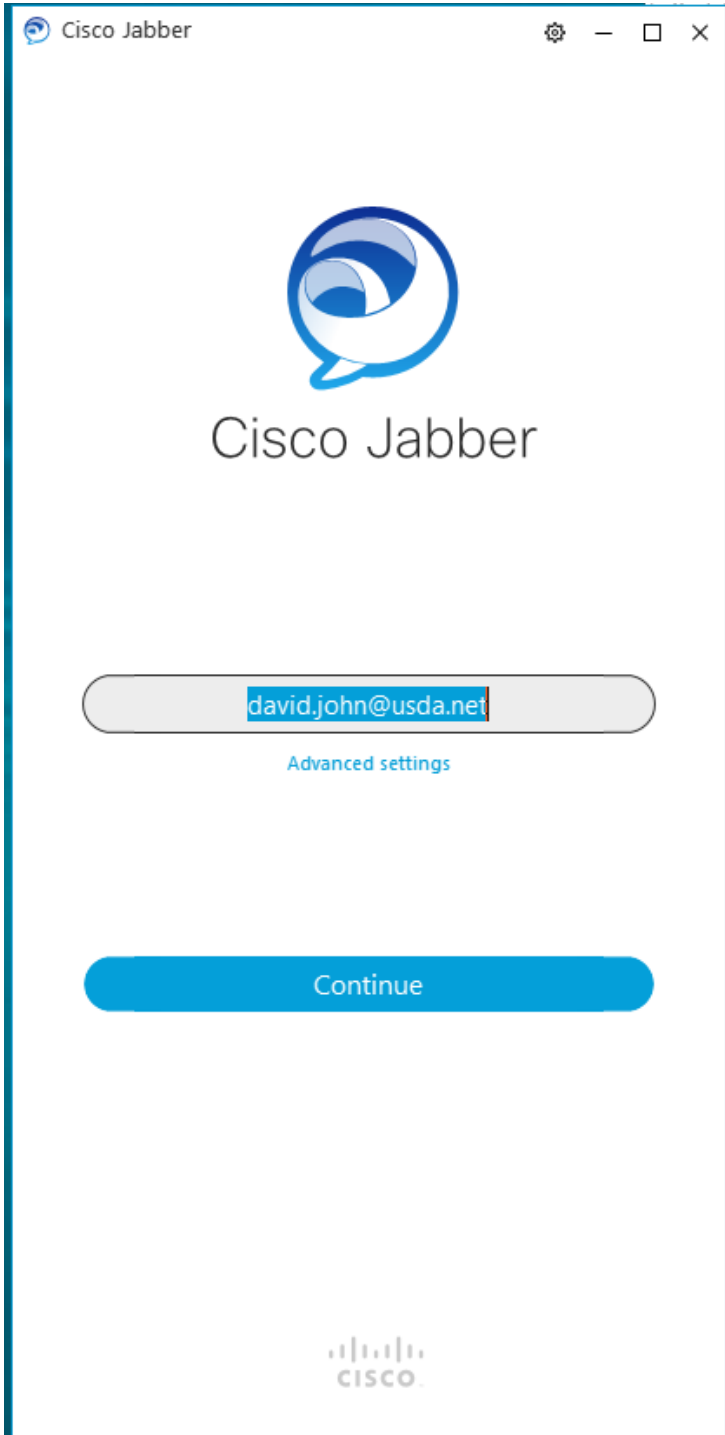 Cisco Jabber
Cisco Jabber
david.john@usda.net
Advanced settings
Continue
CISCO.